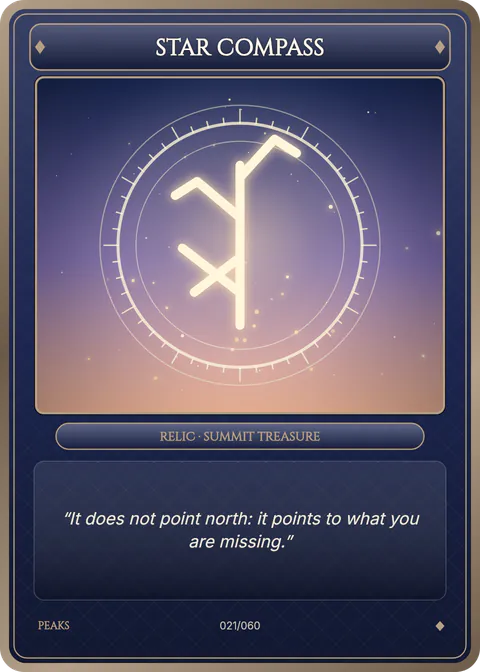 STAR COMPASS
RELIC · SUMMIT TREASURE
“It does not point north: it points to what you
are missing.”
PEAKS
021/060